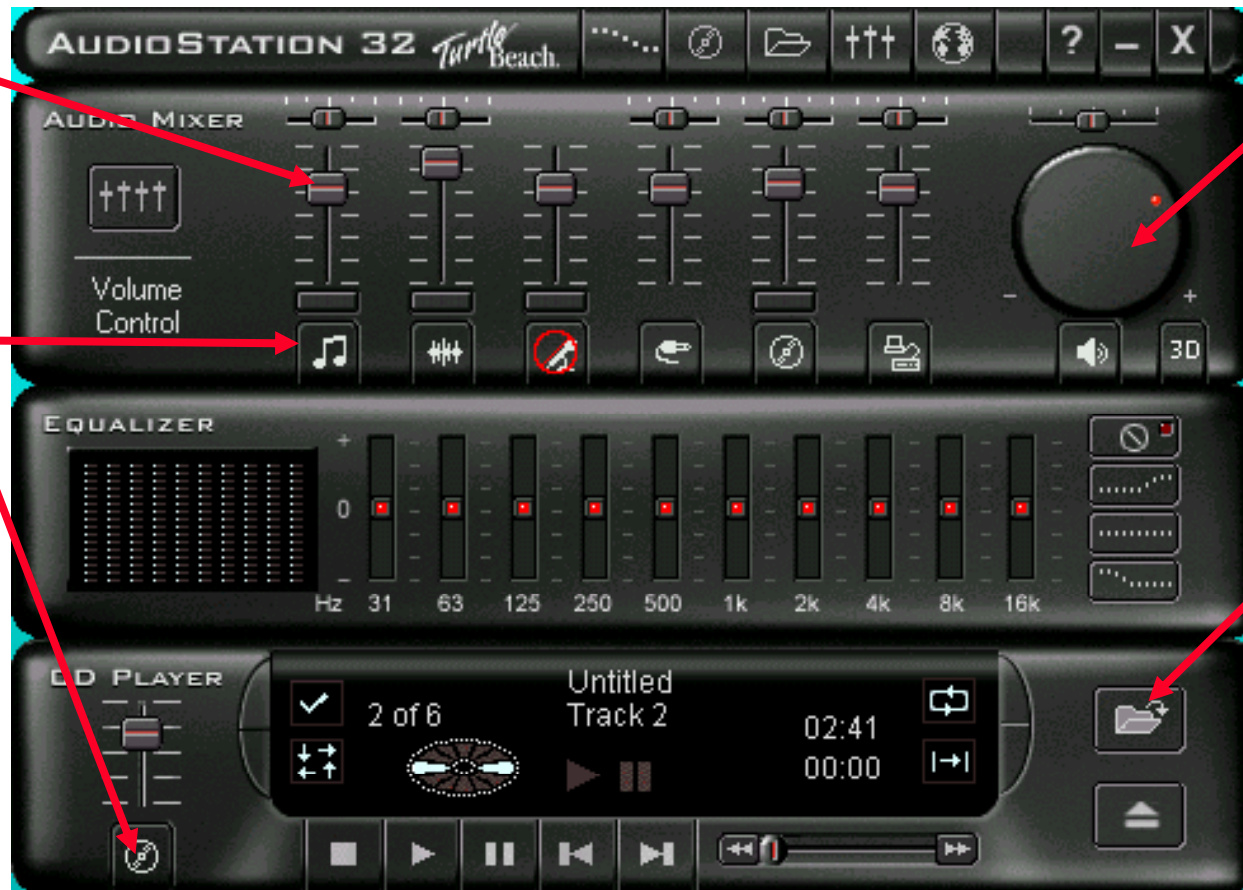 AUDIOSTATION 32 Turtle Beach. ? – X
AUDIO MIXER
Volume
Control
– +
3D
EQUALIZER
+
0
–
Hz 31 63 125 250 500 1k 2k 4k 8k 16k
CD PLAYER
Untitled
2 of 6 Track 2 02:41
00:00